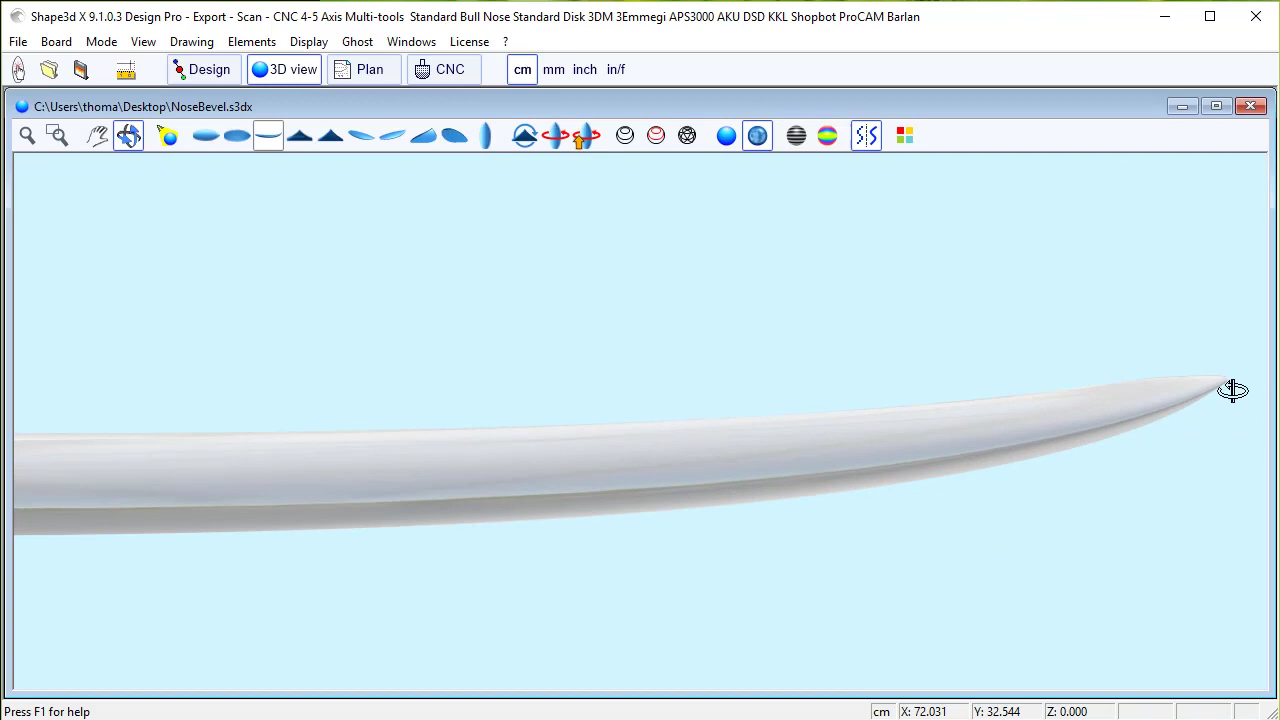 Shape3d X 9.1.0.3 Design Pro - Export - Scan - CNC 4-5 Axis Multi-tools  Standard Bull Nose Standard Disk 3DM 3Emmegi APS3000 AKU DSD KKL Shopbot ProCAM Barlan
File Board Mode View Drawing Elements Display Ghost Windows License ?
Design 3D view Plan CNC cm mm inch in/f
C:\Users\thoma\Desktop\NoseBevel.s3dx
Press F1 for help cm X: 72.031 Y: 32.544 Z: 0.000